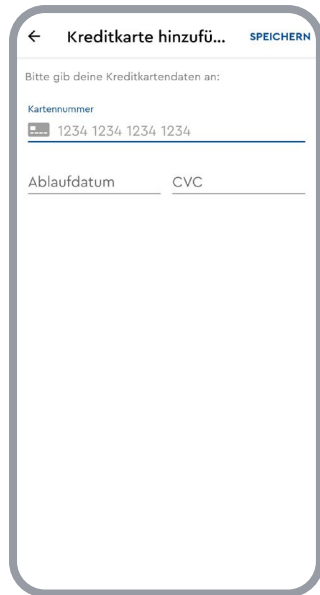 ← Kreditkarte hinzufü... SPEICHERN
Bitte gib deine Kreditkartendaten an:
Kartennummer
1234 1234 1234 1234
Ablaufdatum CVC